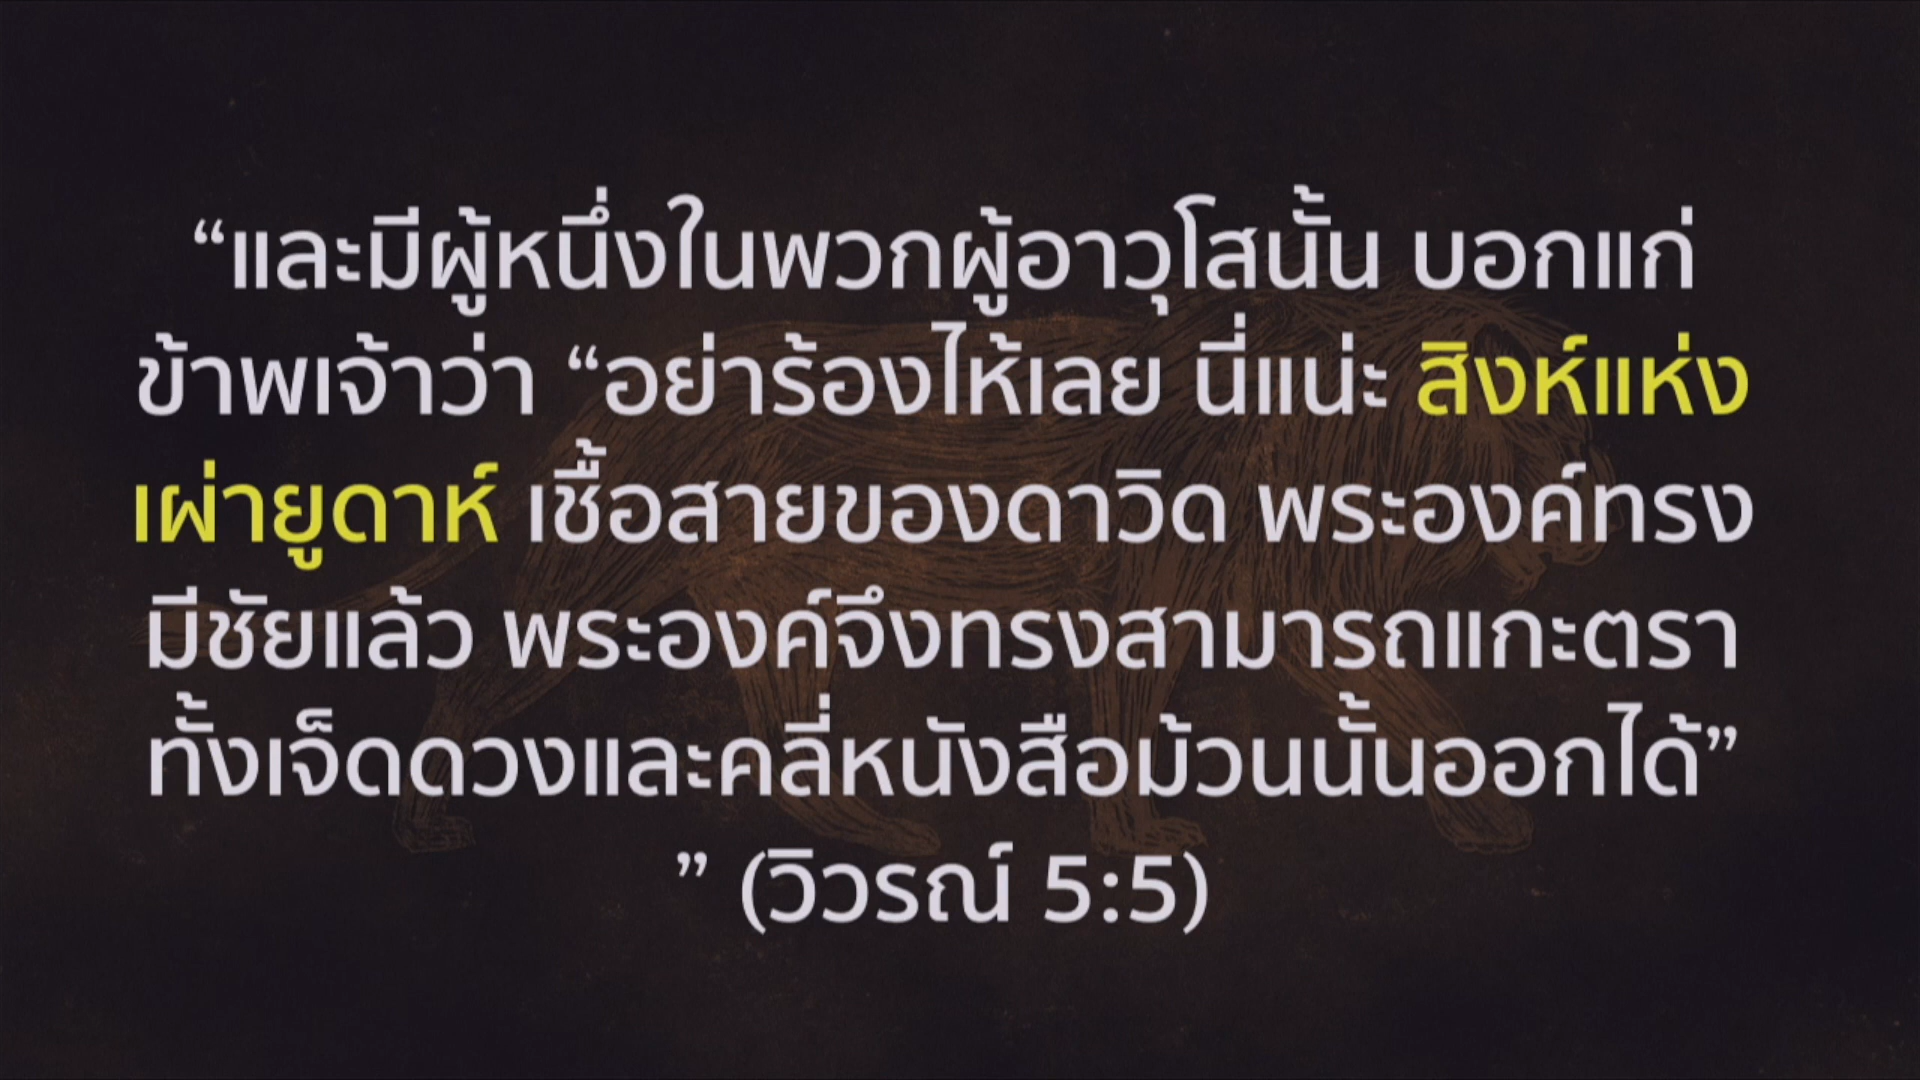 “และมีผู้หนึ่งในพวกผู้อาวุโสนั้น บอกแก่
ข้าพเจ้าว่า “อย่าร้องไห้เลย นี่แน่ะ สิงห์แห่ง
เผ่ายูดาห์ เชื้อสายของดาวิด พระองค์ทรง
มีชัยแล้ว พระองค์จึงทรงสามารถแกะตรา
ทั้งเจ็ดดวงและคลี่หนังสือม้วนนั้นออกได้”
” (วิวรณ์ 5:5)